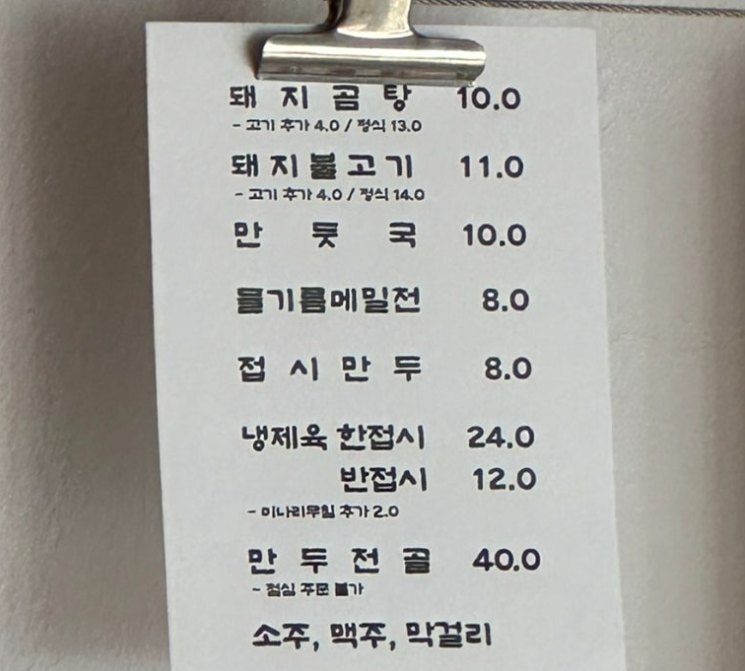 돼지곰탕 10.0
- 고기 추가 4.0 / 정식 13.0
돼지불고기 11.0
- 고기 추가 4.0 / 정식 14.0
만듯국 10.0
들기름메밀전 8.0
접시만두 8.0
냉제육 한접시 24.0
반접시 12.0
- 미나리무침 추가 2.0
만두전골 40.0
- 점심 주문 불가
소주, 맥주, 막걸리